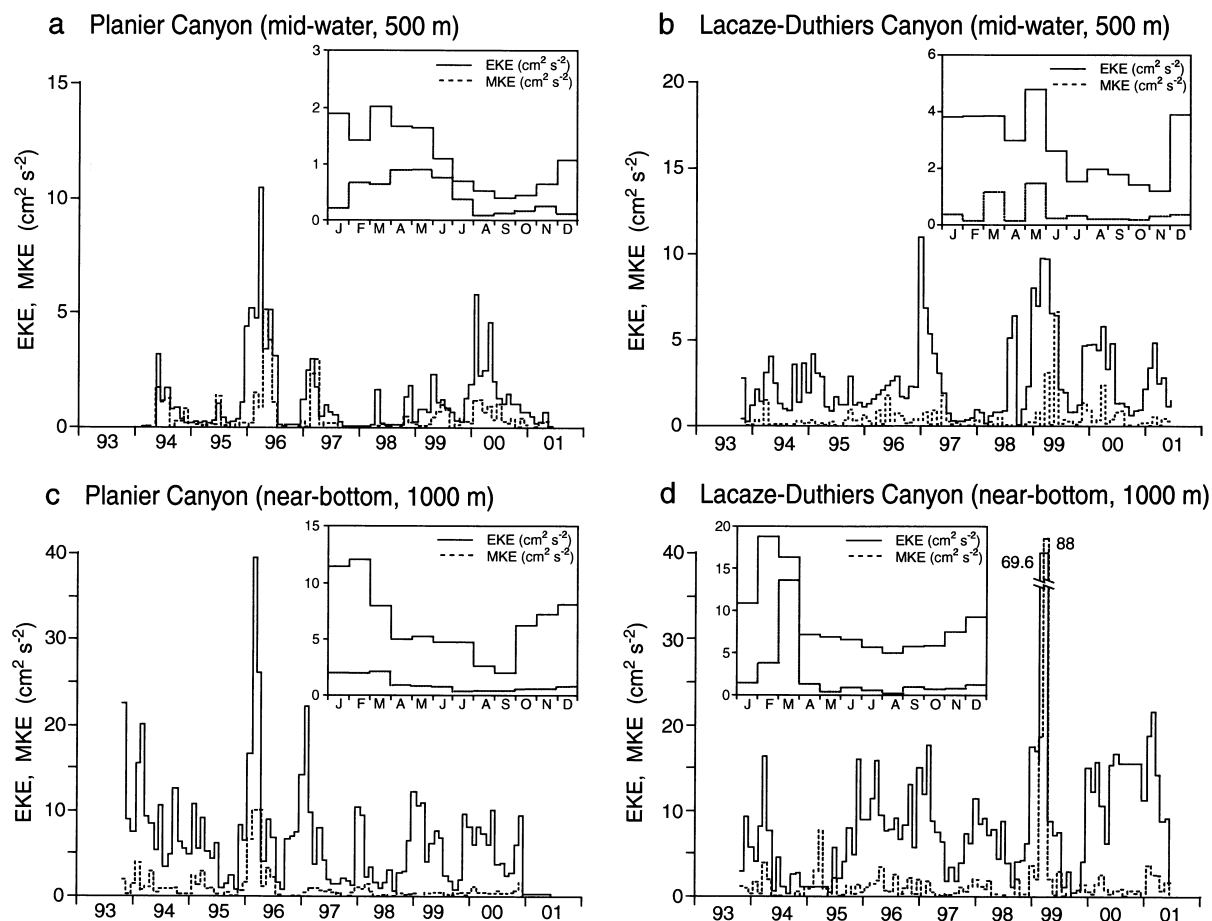 a Planier Canyon (mid-water, 500 m)
EKE, MKE (cm² s⁻²)
15
10
5
0
93 94 95 96 97 98 99 00 01
3
2
1
0
EKE (cm² s⁻²)
MKE (cm² s⁻²)
J F M A M J J A S O N D
b Lacaze-Duthiers Canyon (mid-water, 500 m)
EKE, MKE (cm² s⁻²)
20
15
10
5
0
93 94 95 96 97 98 99 00 01
6
4
2
0
EKE (cm² s⁻²)
MKE (cm² s⁻²)
J F M A M J J A S O N D
c Planier Canyon (near-bottom, 1000 m)
EKE, MKE (cm² s⁻²)
40
30
20
10
0
93 94 95 96 97 98 99 00 01
15
10
5
0
EKE (cm² s⁻²)
MKE (cm² s⁻²)
J F M A M J J A S O N D
d Lacaze-Duthiers Canyon (near-bottom, 1000 m)
EKE, MKE (cm² s⁻²)
40
30
20
10
0
93 94 95 96 97 98 99 00 01
20
15
10
5
0
EKE (cm² s⁻²)
MKE (cm² s⁻²)
J F M A M J J A S O N D
69.6
88